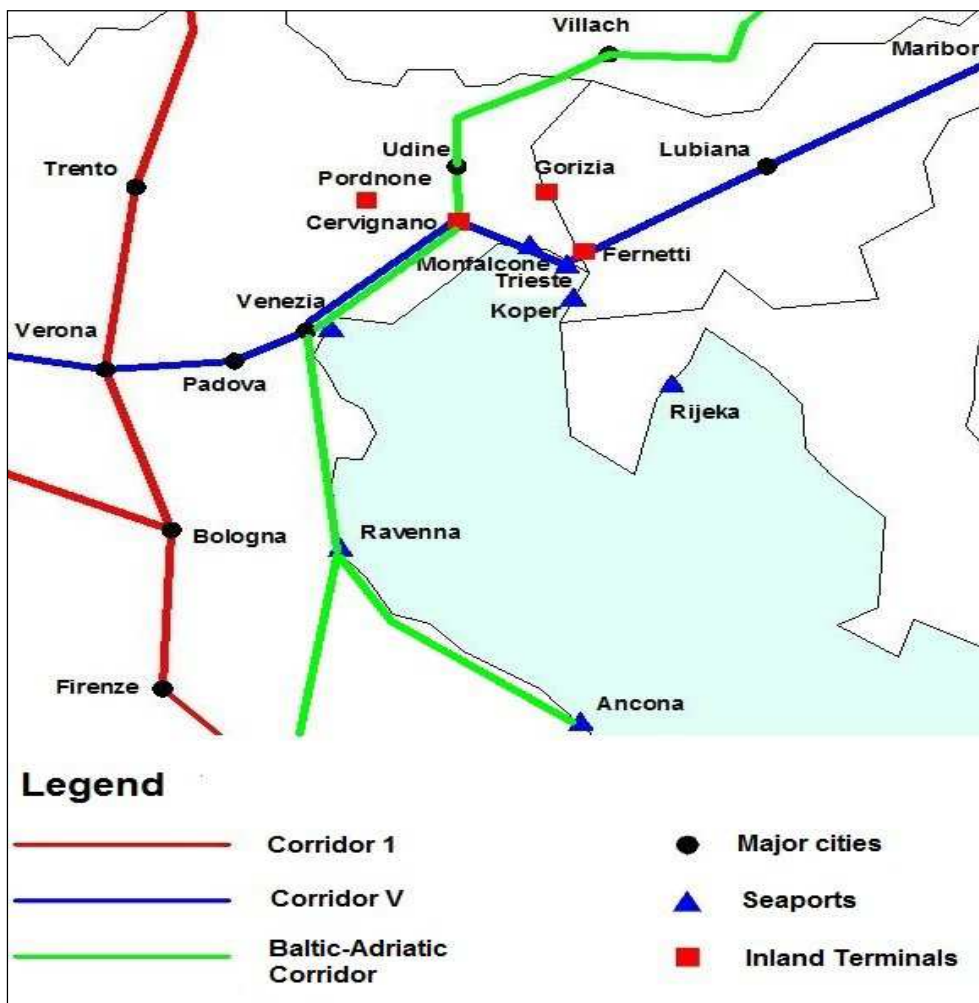 Villach
Maribor
Udine
Lubiana
Trento
Pordnone
Gorizia
Cervignano
Monfalcone
Fernetti
Trieste
Venezia
Koper
Verona
Padova
Rijeka
Ravenna
Bologna
Firenze
Ancona
Legend
Corridor 1
Major cities
Corridor V
Seaports
Baltic-Adriatic
Corridor
Inland Terminals